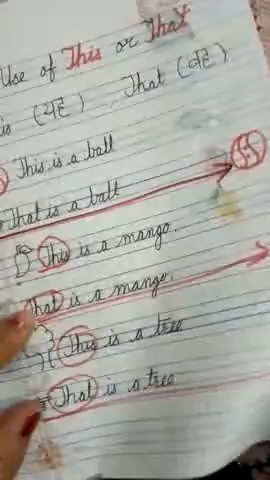 Use of This or That
is (यह) That (वह)
This is a ball
That is a ball
This is a mango.
That is a mango.
This is a tree
That is a tree